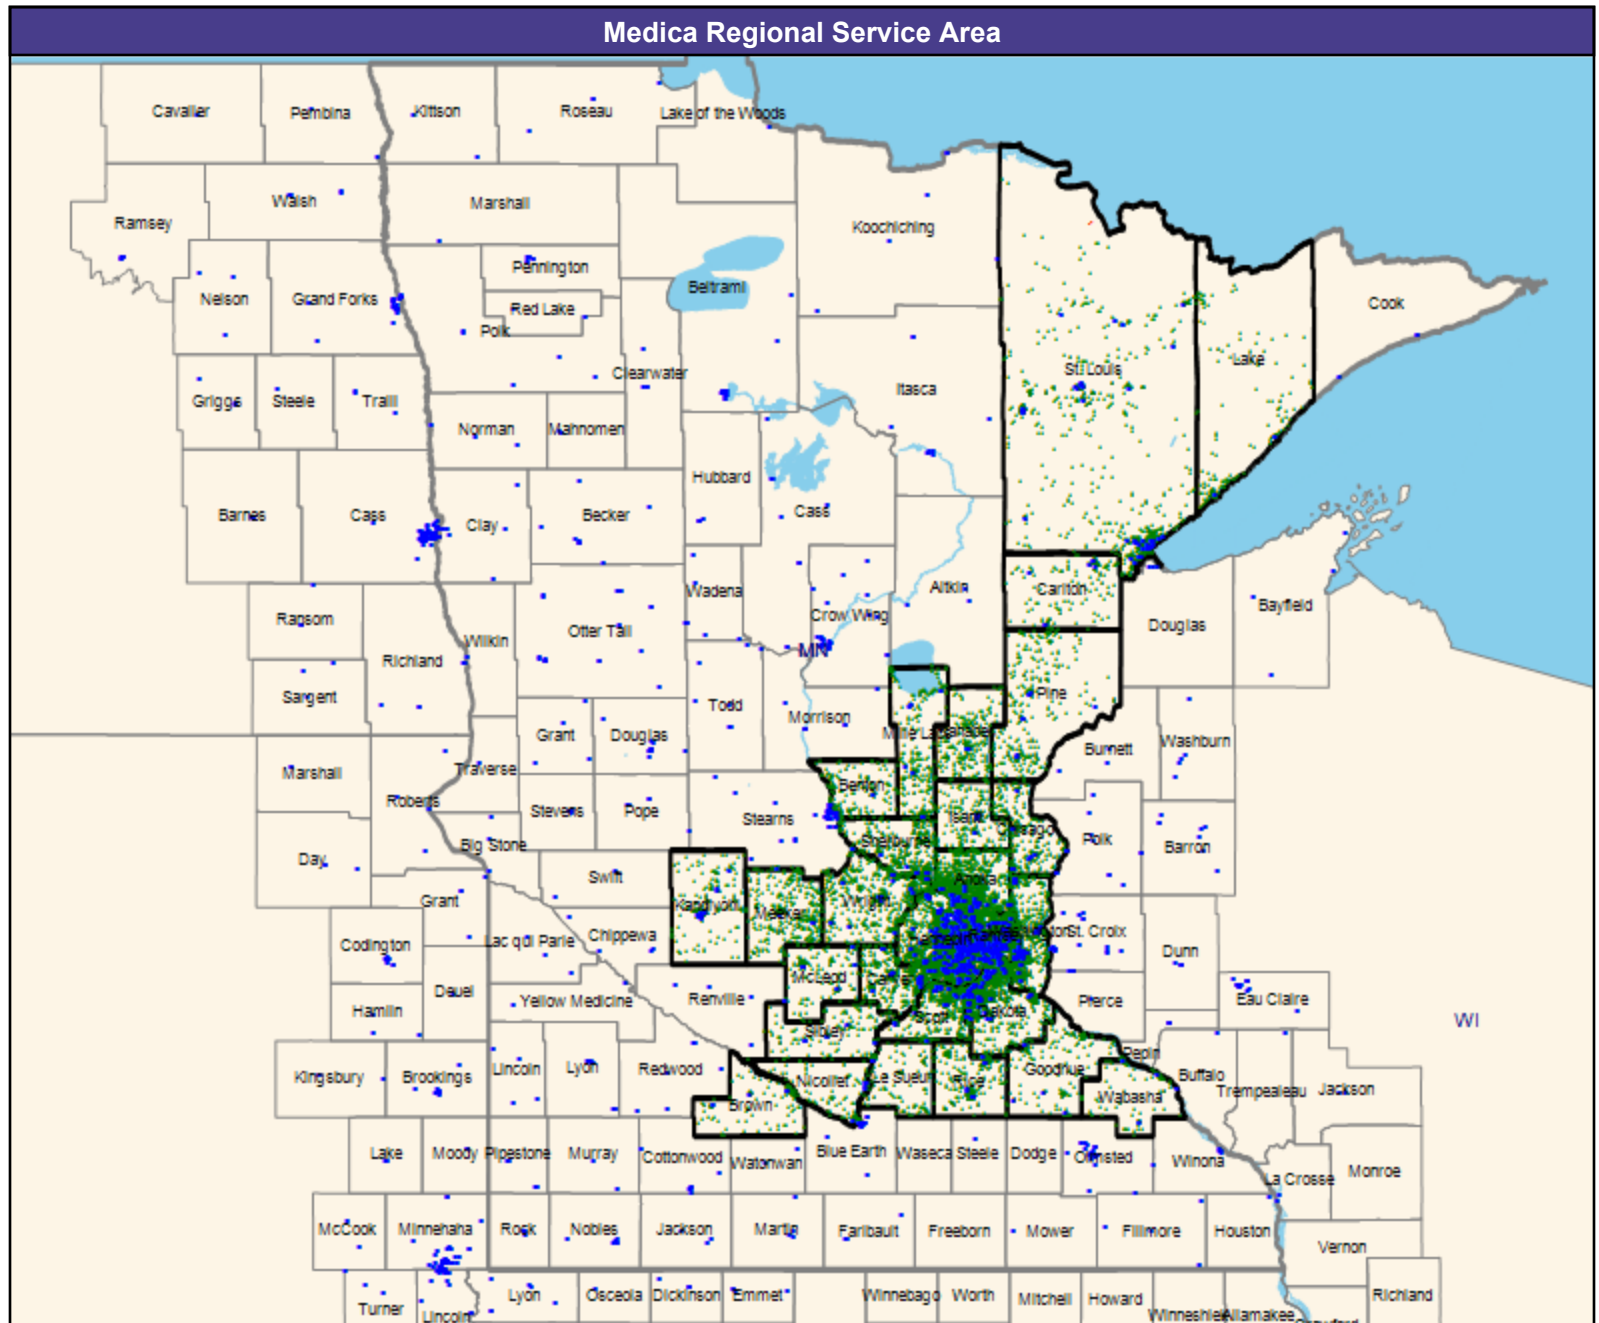 Medica Regional Service Area
Cavalier
Pembina
Kittson
Roseau
Lake of the Woods
Walsh
Marshall
Ramsey
Koochiching
Pennington
Beltrami
Nelson
Grand Forks
Red Lake
Cook
Polk
Lake
St. Louis
Clearwater
Itasca
Griggs
Steele
Traill
Norman
Mahnomen
Hubbard
Barnes
Cass
Clay
Becker
Cass
Aitkin
Carlton
Wadena
Bayfield
Crow Wing
Ransom
Douglas
Otter Tail
Wilkin
MN
Richland
Sargent
Pine
Todd
Morrison
Grant
Douglas
Mille Lacs
Kanabec
Burnett
Washburn
Marshall
Traverse
Benton
Roberts
Stevens
Pope
Stearns
Isanti
Chisago
Polk
Barron
Sherburne
Big Stone
Day
Swift
Anoka
Grant
Kandiyohi
Meeker
Wright
Codington
Lac qui Parle
Chippewa
Hennepin
St. Croix
Dunn
McLeod
Carver
Deuel
Yellow Medicine
Renville
Pierce
Eau Claire
Hamlin
Scott
Dakota
WI
Sibley
Pepin
Kingsbury
Brookings
Lincoln
Lyon
Redwood
Nicollet
Le Sueur
Rice
Goodhue
Buffalo
Trempealeau
Jackson
Brown
Wabasha
Lake
Moody
Pipestone
Murray
Cottonwood
Watonwan
Blue Earth
Waseca
Steele
Dodge
Olmsted
Winona
La Crosse
Monroe
McCook
Minnehaha
Rock
Nobles
Jackson
Martin
Faribault
Freeborn
Mower
Fillmore
Houston
Vernon
Turner
Lincoln
Lyon
Osceola
Dickinson
Emmet
Winnebago
Worth
Mitchell
Howard
Allamakee
Richland